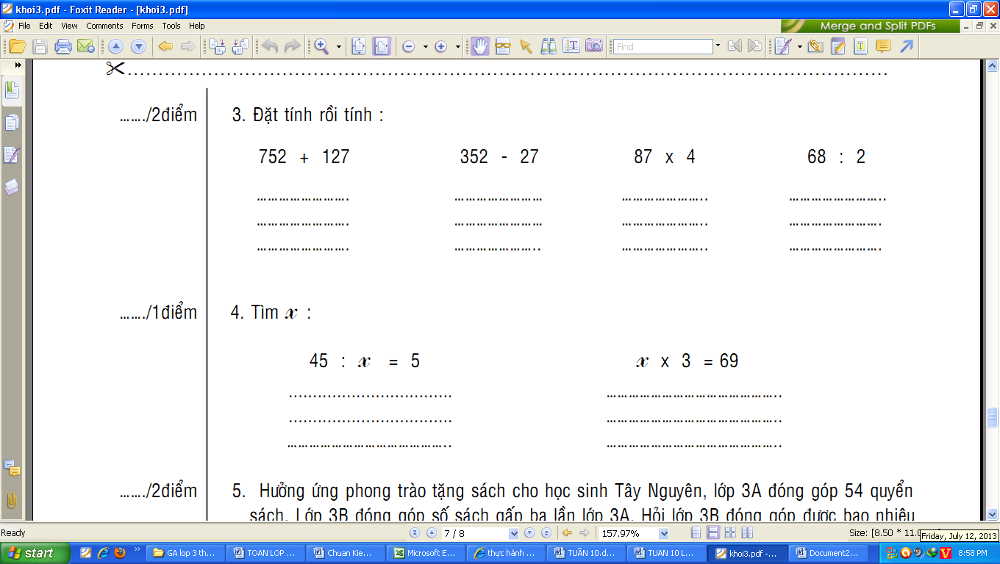 khoi3.pdf - Foxit Reader - [khoi3.pdf]
File Edit View Comments Forms Tools Help
Merge and Split PDFs
Find
✂..........................................................................................................................
……./2điểm 3. Đặt tính rồi tính :
752 + 127 352 - 27 87 x 4 68 : 2
……………………. …………………… ………………….. ……………………..
……………………. …………………… ………………….. …………………….
……………………. ………………….. ………………….. …………………….
……./1điểm 4. Tìm x :
45 : x = 5 x x 3 = 69
.................................. ………………………………………..
.................................. ………………………………………..
…………………………………….. ………………………………………..
……./2điểm 5. Hưởng ứng phong trào tặng sách cho học sinh Tây Nguyên, lớp 3A đóng góp 54 quyển
sách. Lớp 3B đóng góp số sách gấp ba lần lớp 3A. Hỏi lớp 3B đóng góp được bao nhiêu
Ready 7 / 8 157.97% Size: [8.50 * 11.0
Friday, July 12, 2013
start GA lop 3 th... TOAN LOP ... Chuan Kie... Microsoft E... thực hành ... TUẦN 10.d... TUAN 10 L... khoi3.pdf -... Document2... 8:58 PM